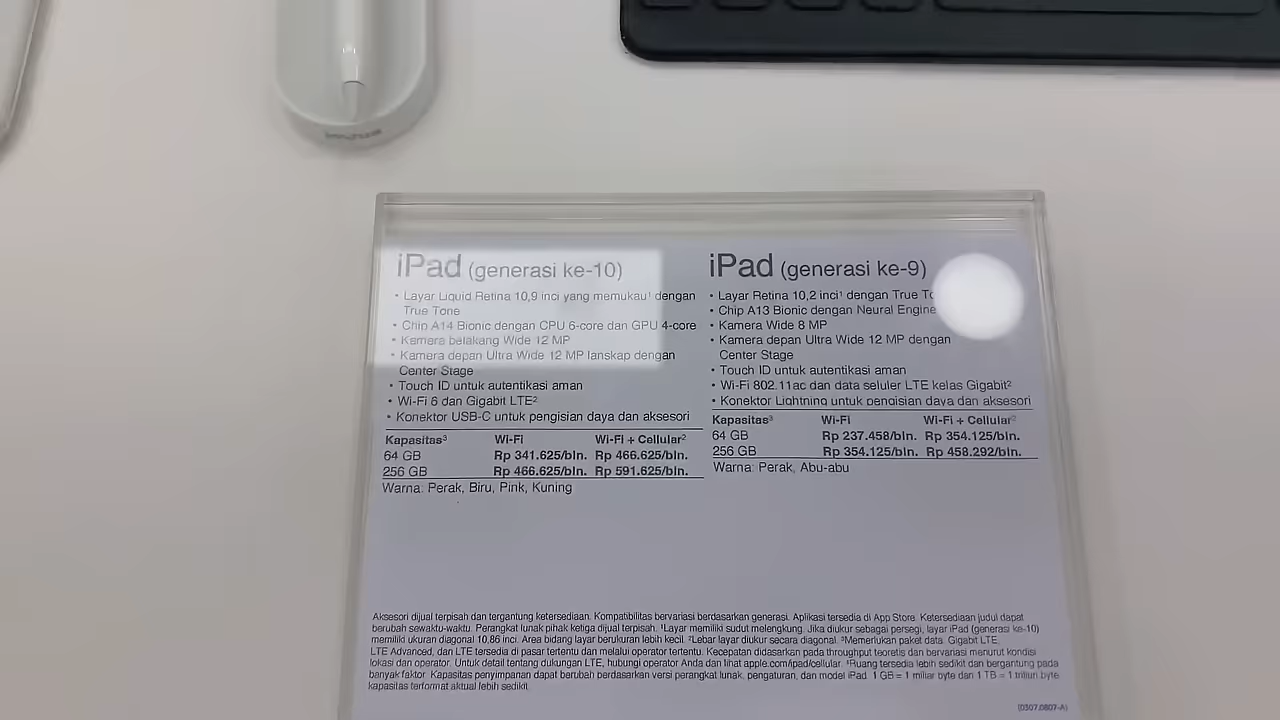 iPad (generasi ke-10)
• Layar Liquid Retina 10,9 inci yang memukau¹ dengan
True Tone
• Chip A14 Bionic dengan CPU 6-core dan GPU 4-core
• Kamera belakang Wide 12 MP
• Kamera depan Ultra Wide 12 MP lanskap dengan
Center Stage
• Touch ID untuk autentikasi aman
• Wi-Fi 6 dan Gigabit LTE²
• Konektor USB-C untuk pengisian daya dan aksesori
Kapasitas³ Wi-Fi Wi-Fi + Cellular²
64 GB Rp 341.625/bln. Rp 466.625/bln.
256 GB Rp 466.625/bln. Rp 591.625/bln.
Warna: Perak, Biru, Pink, Kuning
iPad (generasi ke-9)
• Layar Retina 10,2 inci¹ dengan True
• Chip A13 Bionic dengan Neural Engine
• Kamera Wide 8 MP
• Kamera depan Ultra Wide 12 MP dengan
Center Stage
• Touch ID untuk autentikasi aman
• Wi-Fi 802.11ac dan data seluler LTE kelas Gigabit²
• Konektor Lightning untuk pengisian daya dan aksesori
Kapasitas³ Wi-Fi Wi-Fi + Cellular²
64 GB Rp 237.458/bln. Rp 354.125/bln.
256 GB Rp 354.125/bln. Rp 458.292/bln.
Warna: Perak, Abu-abu
Aksesori dijual terpisah dan tergantung ketersediaan. Kompatibilitas bervariasi berdasarkan generasi. Aplikasi tersedia di App Store. Ketersediaan judul dapat
berubah sewaktu-waktu. Perangkat lunak pihak ketiga dijual terpisah. ¹Layar memiliki sudut melengkung. Jika diukur sebagai persegi, layar iPad (generasi ke-10)
memiliki ukuran diagonal 10,86 inci. Area bidang layar berukuran lebih kecil. ²Lebar layar diukur secara diagonal. ³Memerlukan paket data. Gigabit LTE,
LTE Advanced, dan LTE tersedia di pasar tertentu dan melalui operator tertentu. Kecepatan didasarkan pada throughput teoretis dan bervariasi menurut kondisi
lokasi dan operator. Untuk detail tentang dukungan LTE, hubungi operator Anda dan lihat apple.com/ipad/cellular. ⁴Ruang tersedia lebih sedikit dan bergantung pada
banyak faktor. Kapasitas penyimpanan dapat berubah berdasarkan versi perangkat lunak, pengaturan, dan model iPad. 1 GB = 1 miliar byte dan 1 TB = 1 triliun byte
kapasitas terformat aktual lebih sedikit.
(0307.0807-A)